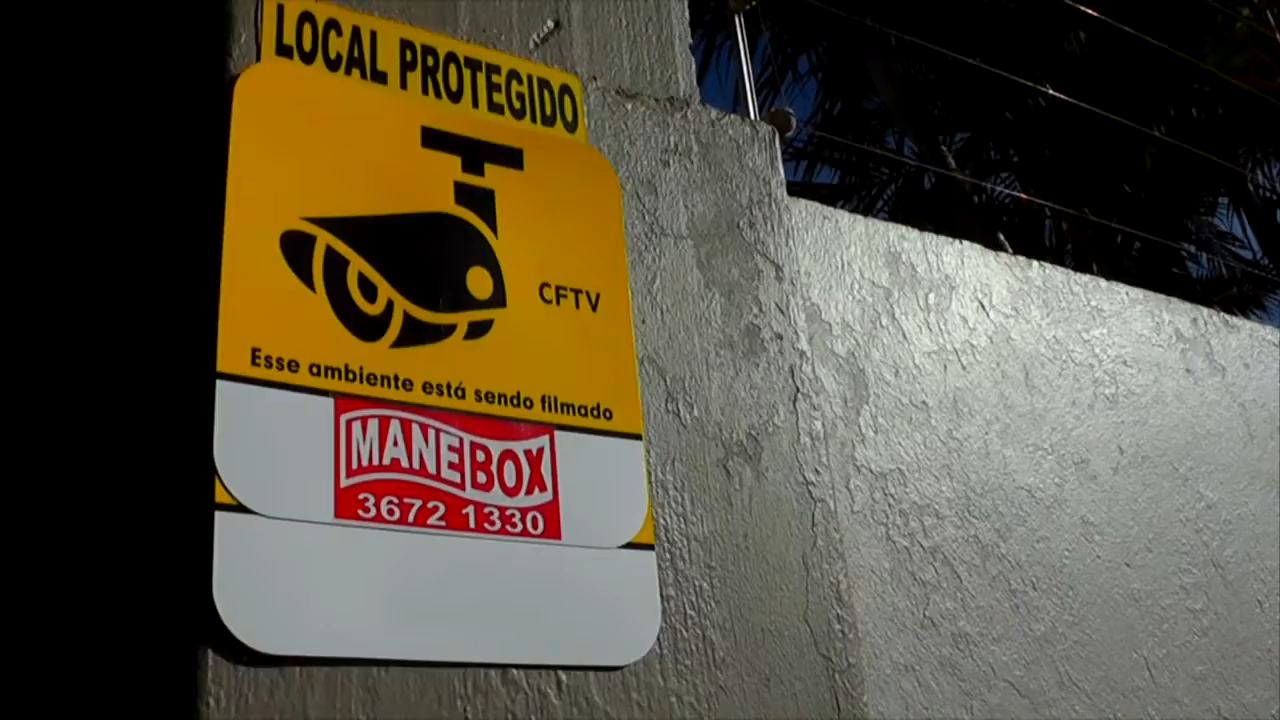 LOCAL PROTEGIDO
CFTV
Esse ambiente está sendo filmado
MANEBOX
3672 1330